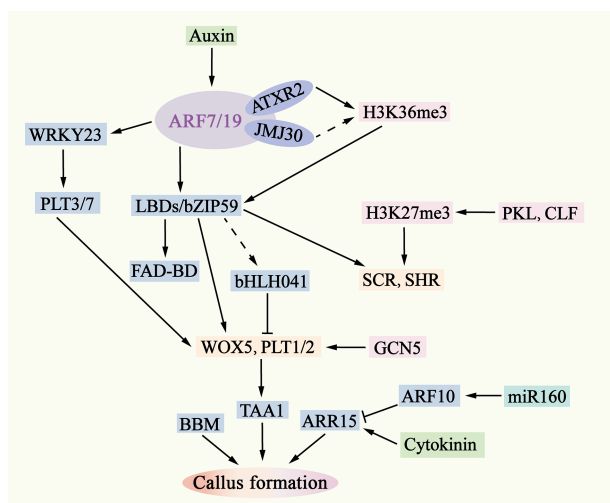 Auxin
ATXR2
ARF7/19
JMJ30
H3K36me3
WRKY23
PLT3/7
LBDs/bZIP59
H3K27me3
PKL, CLF
FAD-BD
bHLH041
SCR, SHR
WOX5, PLT1/2
GCN5
TAA1
ARF10
miR160
BBM
ARR15
Cytokinin
Callus formation